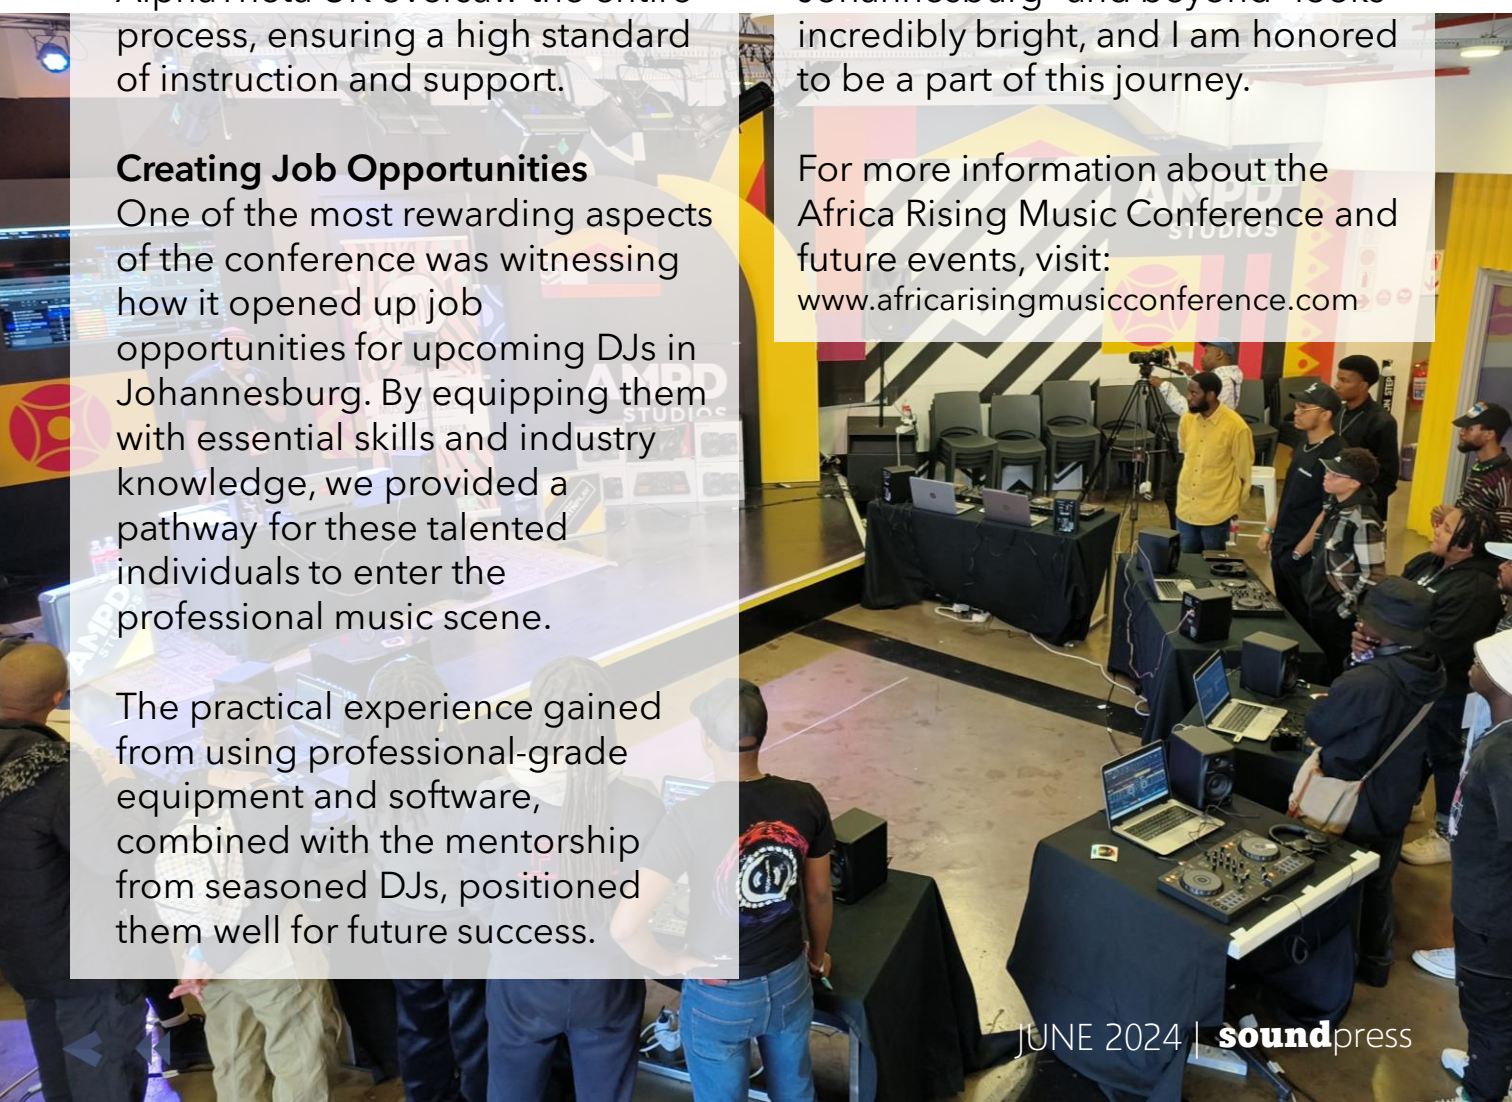 process, ensuring a high standard
of instruction and support.
Creating Job Opportunities
One of the most rewarding aspects
of the conference was witnessing
how it opened up job
opportunities for upcoming DJs in
Johannesburg. By equipping them
with essential skills and industry
knowledge, we provided a
pathway for these talented
individuals to enter the
professional music scene.
The practical experience gained
from using professional-grade
equipment and software,
combined with the mentorship
from seasoned DJs, positioned
them well for future success.
incredibly bright, and I am honored
to be a part of this journey.
For more information about the
Africa Rising Music Conference and
future events, visit:
www.africarisingmusicconference.com
AMPD
STUDIOS
AMPD
STUDIOS
AMPD
JUNE 2024 | soundpress